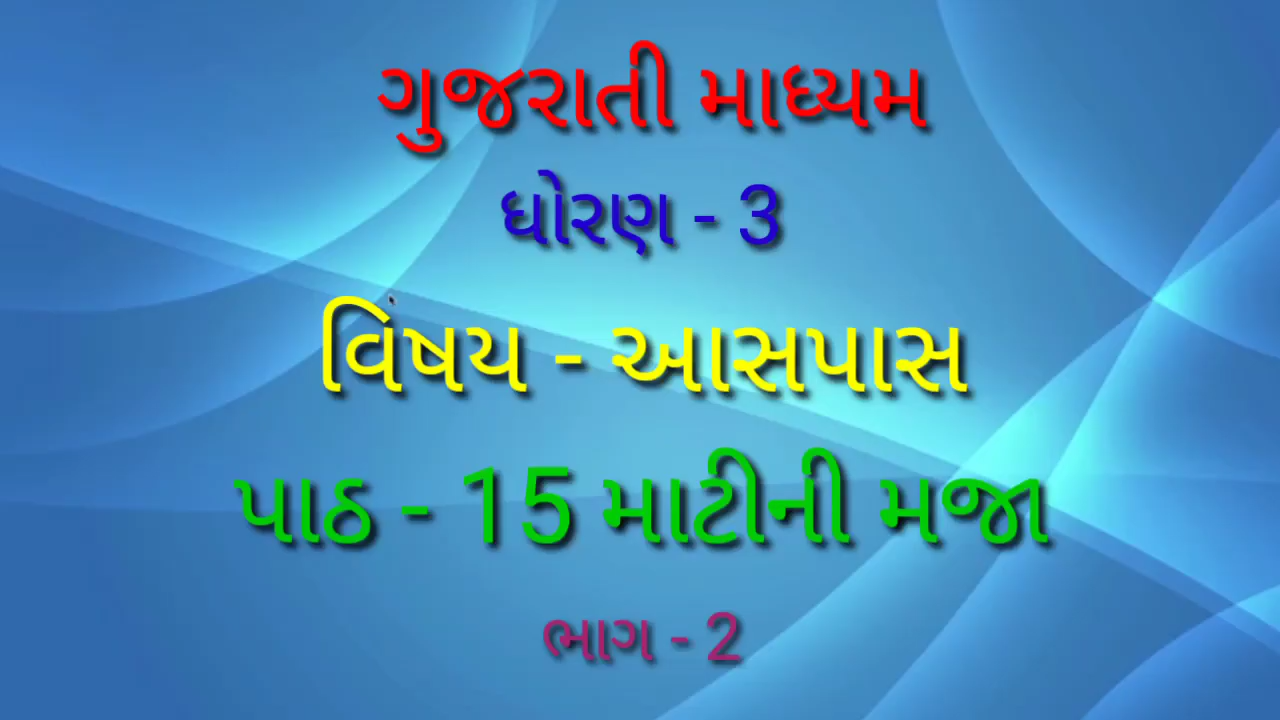 ગુજરાતી માધ્યમ
ધોરણ - 3
વિષય - આસપાસ
પાઠ - 15 માટીની મજા
ભાગ - 2